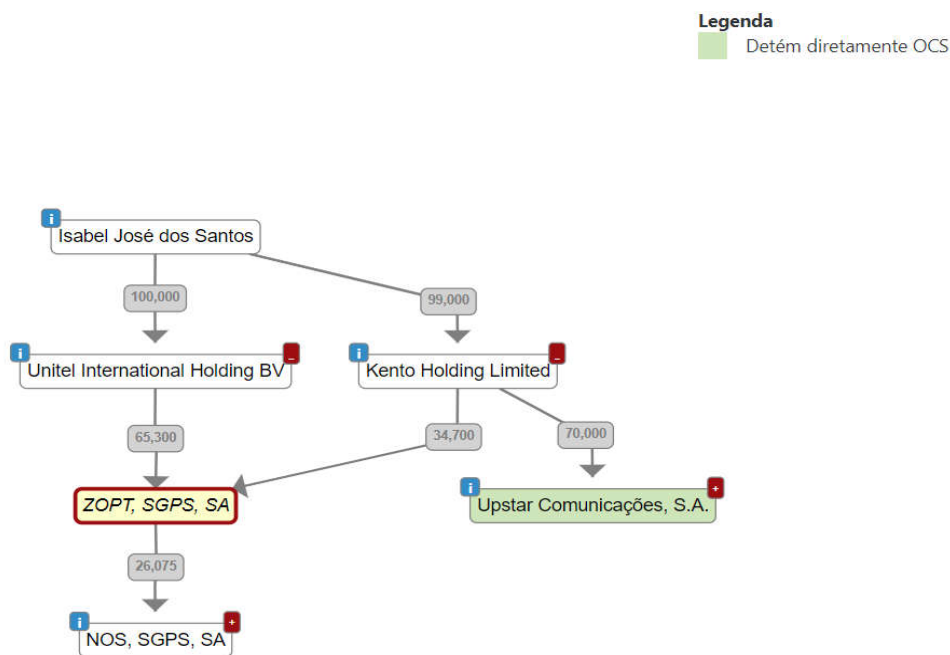 Legenda
Detém diretamente OCS
i
Isabel José dos Santos
100,000
99,000
i
Unitel International Holding BV
–
i
Kento Holding Limited
–
65,300
34,700
70,000
ZOPT, SGPS, SA
i
Upstar Comunicações, S.A.
+
26,075
i
NOS, SGPS, SA
+